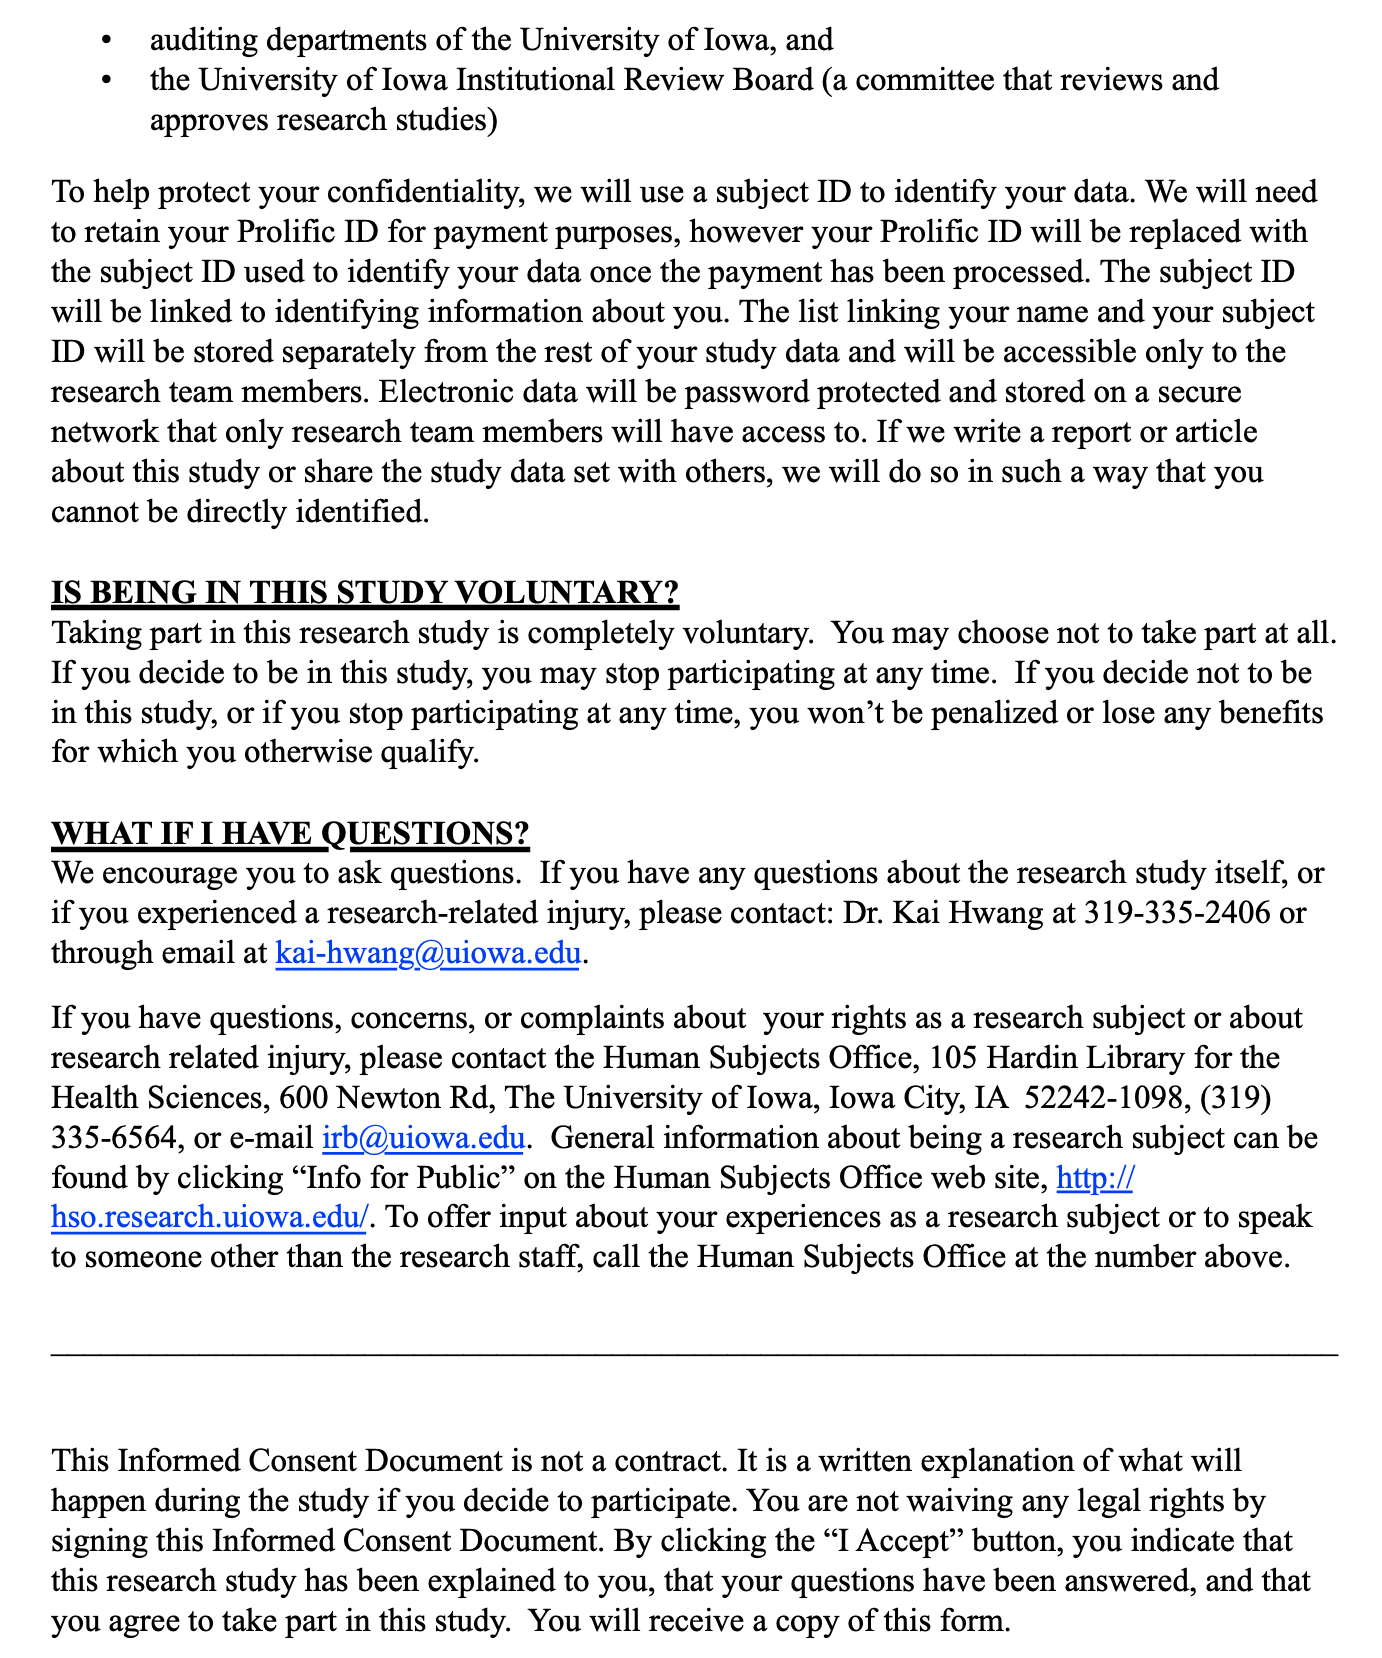 • auditing departments of the University of Iowa, and
• the University of Iowa Institutional Review Board (a committee that reviews and
approves research studies)
To help protect your confidentiality, we will use a subject ID to identify your data. We will need
to retain your Prolific ID for payment purposes, however your Prolific ID will be replaced with
the subject ID used to identify your data once the payment has been processed. The subject ID
will be linked to identifying information about you. The list linking your name and your subject
ID will be stored separately from the rest of your study data and will be accessible only to the
research team members. Electronic data will be password protected and stored on a secure
network that only research team members will have access to. If we write a report or article
about this study or share the study data set with others, we will do so in such a way that you
cannot be directly identified.
IS BEING IN THIS STUDY VOLUNTARY?
Taking part in this research study is completely voluntary.  You may choose not to take part at all.
If you decide to be in this study, you may stop participating at any time.  If you decide not to be
in this study, or if you stop participating at any time, you won’t be penalized or lose any benefits
for which you otherwise qualify.
WHAT IF I HAVE QUESTIONS?
We encourage you to ask questions.  If you have any questions about the research study itself, or
if you experienced a research-related injury, please contact: Dr. Kai Hwang at 319-335-2406 or
through email at kai-hwang@uiowa.edu.
If you have questions, concerns, or complaints about  your rights as a research subject or about
research related injury, please contact the Human Subjects Office, 105 Hardin Library for the
Health Sciences, 600 Newton Rd, The University of Iowa, Iowa City, IA  52242-1098, (319)
335-6564, or e-mail irb@uiowa.edu.  General information about being a research subject can be
found by clicking “Info for Public” on the Human Subjects Office web site, http://
hso.research.uiowa.edu/. To offer input about your experiences as a research subject or to speak
to someone other than the research staff, call the Human Subjects Office at the number above.
This Informed Consent Document is not a contract. It is a written explanation of what will
happen during the study if you decide to participate. You are not waiving any legal rights by
signing this Informed Consent Document. By clicking the “I Accept” button, you indicate that
this research study has been explained to you, that your questions have been answered, and that
you agree to take part in this study.  You will receive a copy of this form.